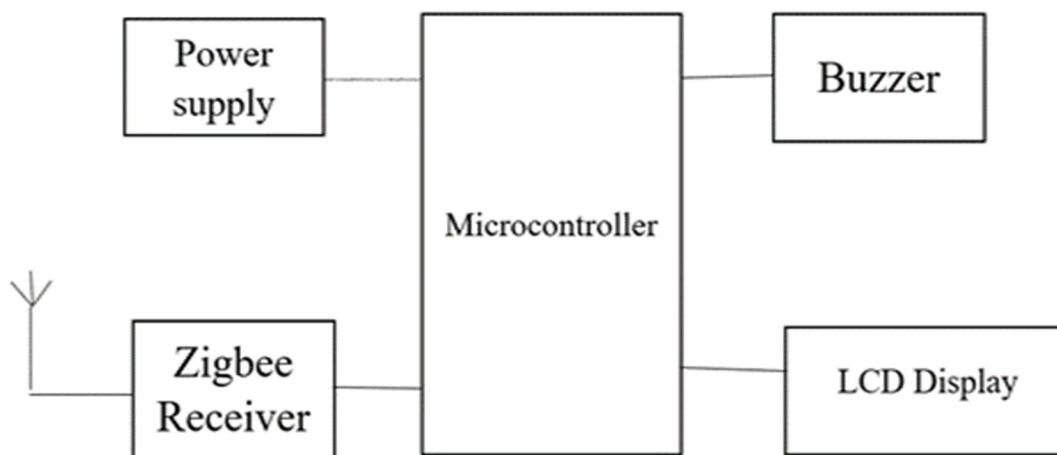 Power
supply
Buzzer
Microcontroller
Zigbee
Receiver
LCD Display